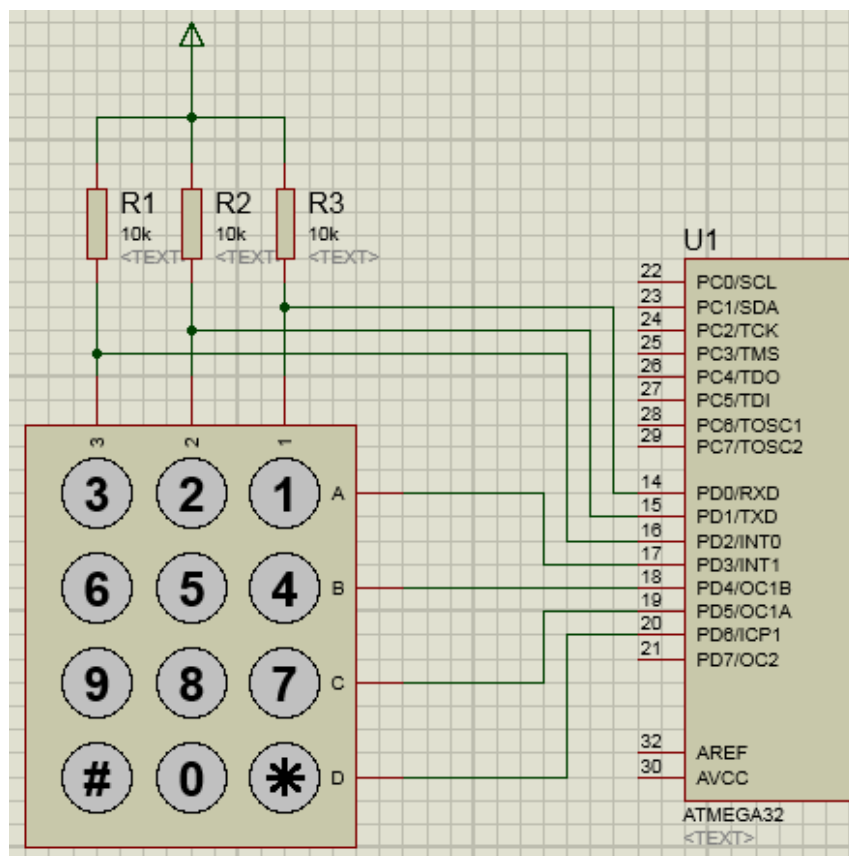 R1
10k
<TEXT>
R2
10k
<TEXT>
R3
10k
<TEXT>
U1
22 PC0/SCL
23 PC1/SDA
24 PC2/TCK
25 PC3/TMS
26 PC4/TDO
27 PC5/TDI
28 PC6/TOSC1
29 PC7/TOSC2
14 PD0/RXD
15 PD1/TXD
16 PD2/INT0
17 PD3/INT1
18 PD4/OC1B
19 PD5/OC1A
20 PD6/ICP1
21 PD7/OC2
32 AREF
30 AVCC
ATMEGA32
<TEXT>
3 2 1
3 2 1 A
6 5 4 B
9 8 7 C
# 0 * D